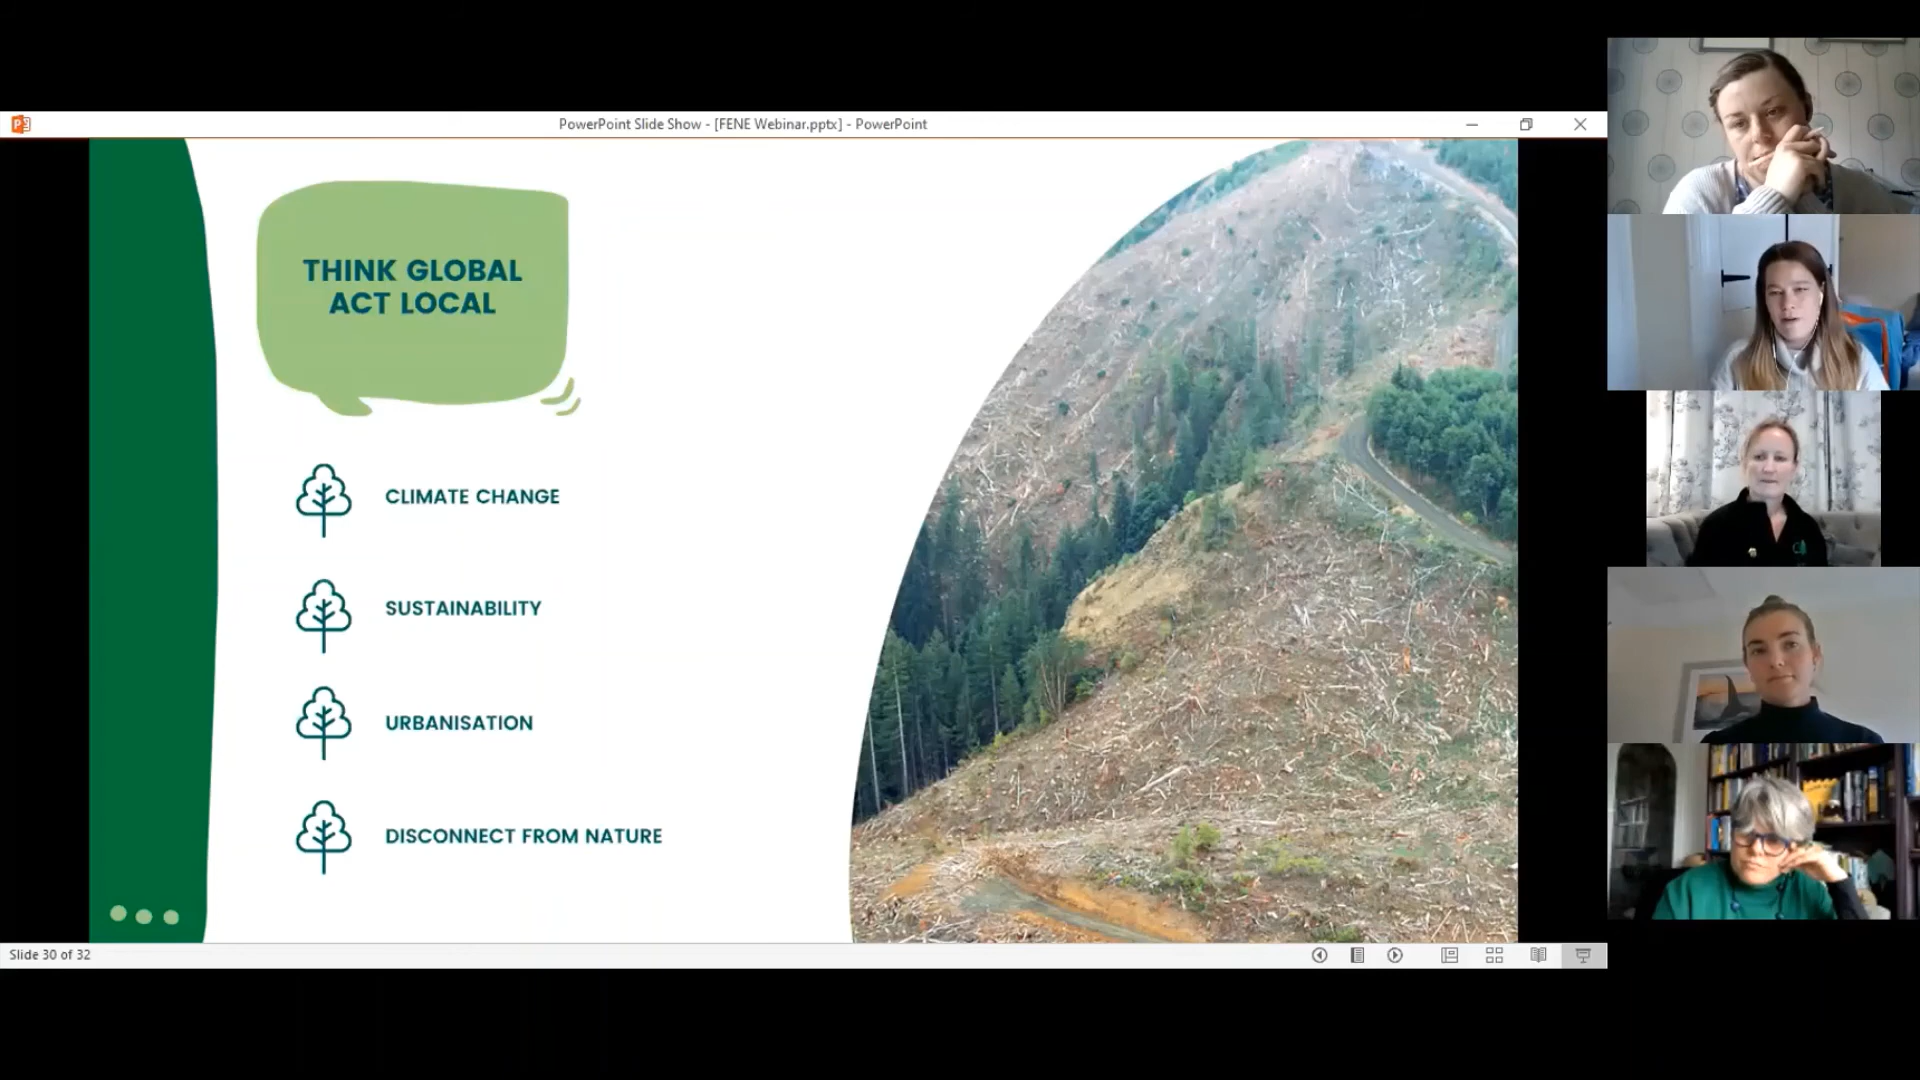 PowerPoint Slide Show - [FENE Webinar.pptx] - PowerPoint
THINK GLOBAL
ACT LOCAL
CLIMATE CHANGE
SUSTAINABILITY
URBANISATION
DISCONNECT FROM NATURE
Slide 30 of 32